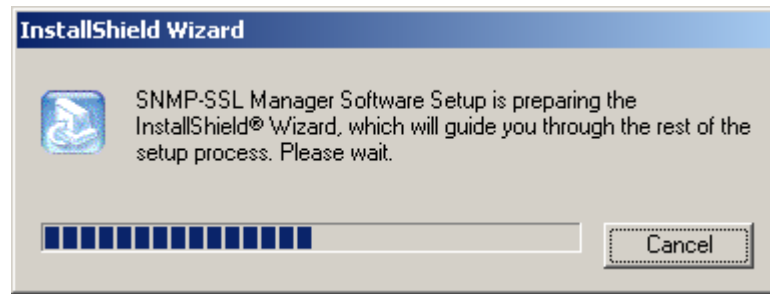 InstallShield Wizard
SNMP-SSL Manager Software Setup is preparing the
InstallShield® Wizard, which will guide you through the rest of the
setup process. Please wait.
Cancel